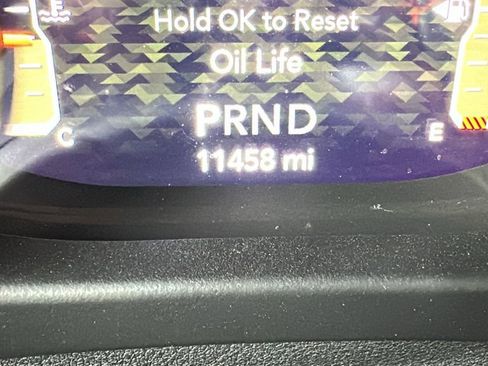 Hold OK to Reset
Oil Life
PRND
C E
11458 mi